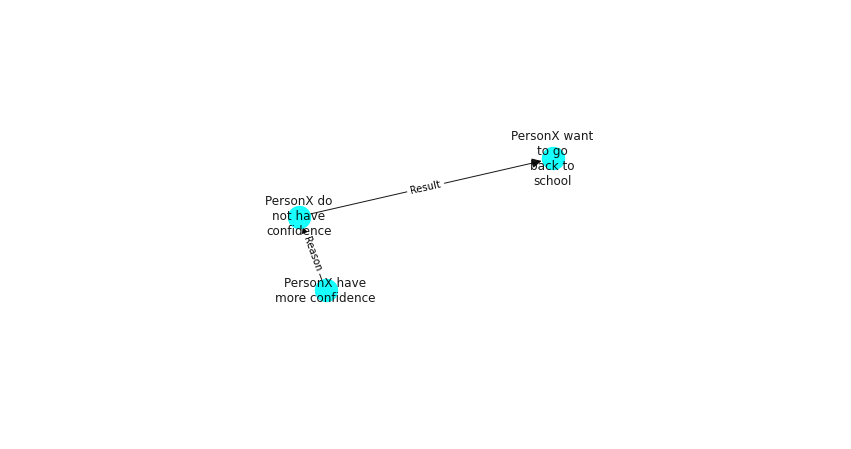 PersonX want
to go
back to
school
Result
PersonX do
not have
confidence
Reason
PersonX have
more confidence